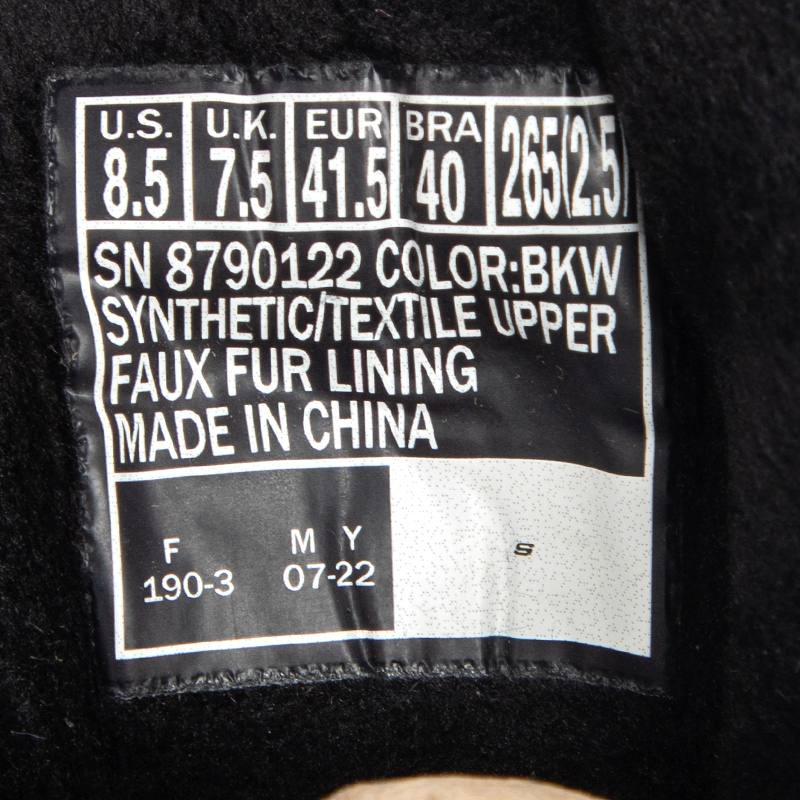 U.S. U.K. EUR BRA 265(2.5)
8.5 7.5 41.5 40
SN 8790122 COLOR:BKW
SYNTHETIC/TEXTILE UPPER
FAUX FUR LINING
MADE IN CHINA
F M Y
190-3 07-22
S